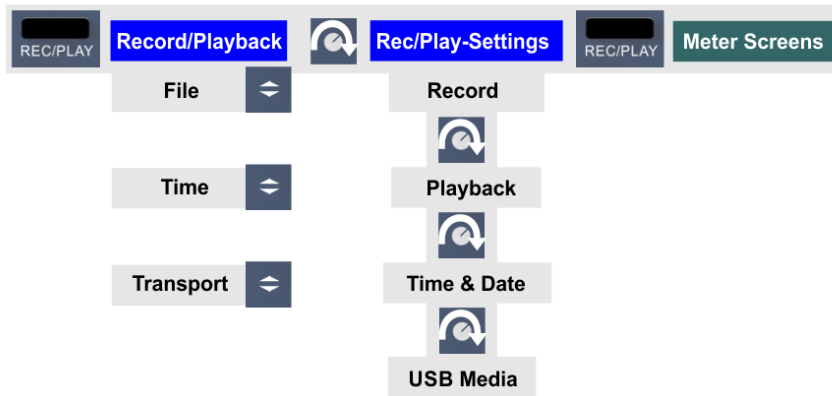 REC/PLAY Record/Playback Rec/Play-Settings REC/PLAY Meter Screens
File Record
Time Playback
Transport Time & Date
USB Media